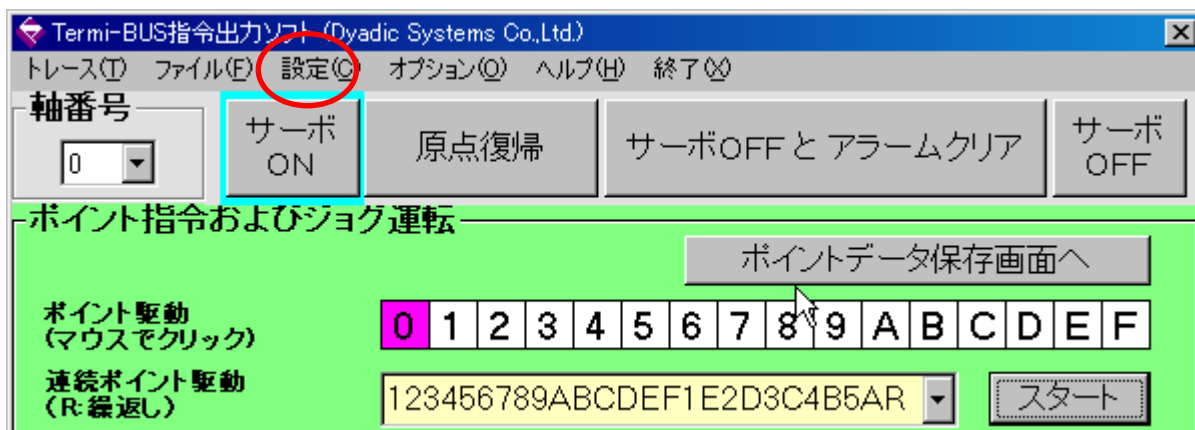 Termi-BUS指令出力ソフト (Dyadic Systems Co.,Ltd.)
トレース(T) ファイル(F) 設定(C) オプション(O) ヘルプ(H) 終了(X)
軸番号
0
サーボ
ON
原点復帰
サーボOFF と アラームクリア
サーボ
OFF
ポイント指令およびジョグ運転
ポイントデータ保存画面へ
ポイント駆動
(マウスでクリック)
0 1 2 3 4 5 6 7 8 9 A B C D E F
連続ポイント駆動
(R:繰返し)
123456789ABCDEF1E2D3C4B5AR
スタート